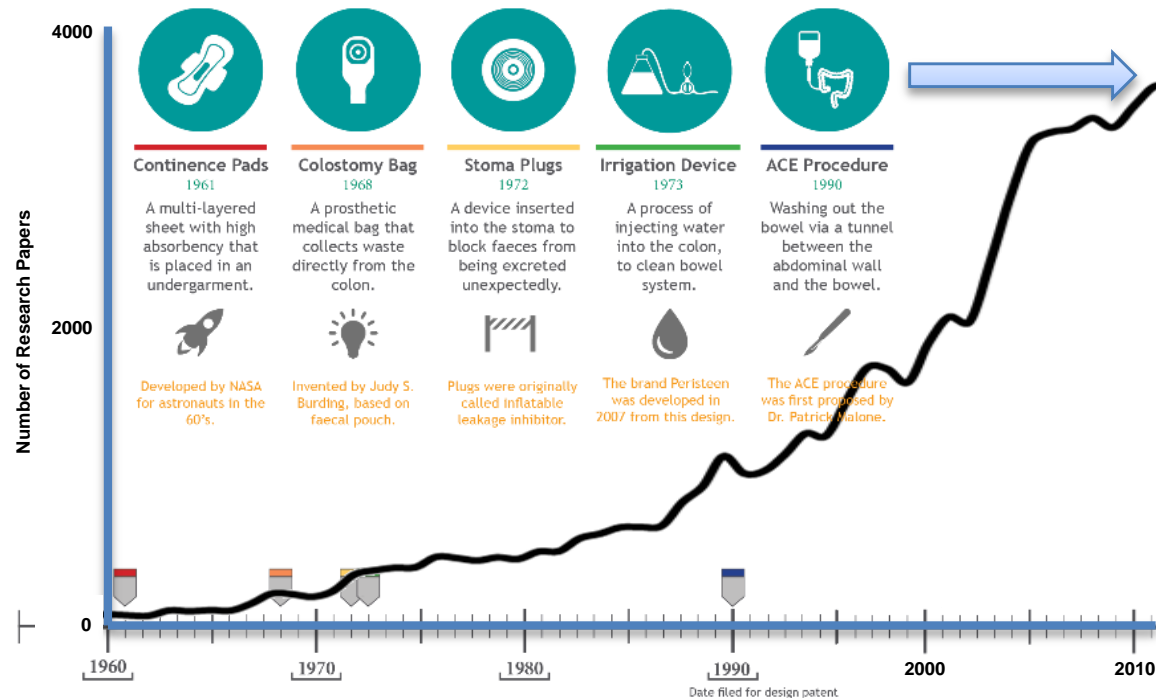 4000
Continence Pads
1961
A multi-layered
sheet with high
absorbency that
is placed in an
undergarment.
Developed by NASA
for astronauts in the
60's.
Colostomy Bag
1968
A prosthetic
medical bag that
collects waste
directly from the
colon.
Invented by Judy S.
Burding, based on
faecal pouch.
Stoma Plugs
1972
A device inserted
into the stoma to
block faeces from
being excreted
unexpectedly.
Plugs were originally
called inflatable
leakage inhibitor.
Irrigation Device
1973
A process of
injecting water
into the colon,
to clean bowel
system.
The brand Peristeen
was developed in
2007 from this design.
ACE Procedure
1990
Washing out the
bowel via a tunnel
between the
abdominal wall
and the bowel.
The ACE procedure
was first proposed by
Dr. Patrick Malone.
Number of Research Papers
2000
0
1960
1970
1980
1990
2000
2010
Date filed for design patent